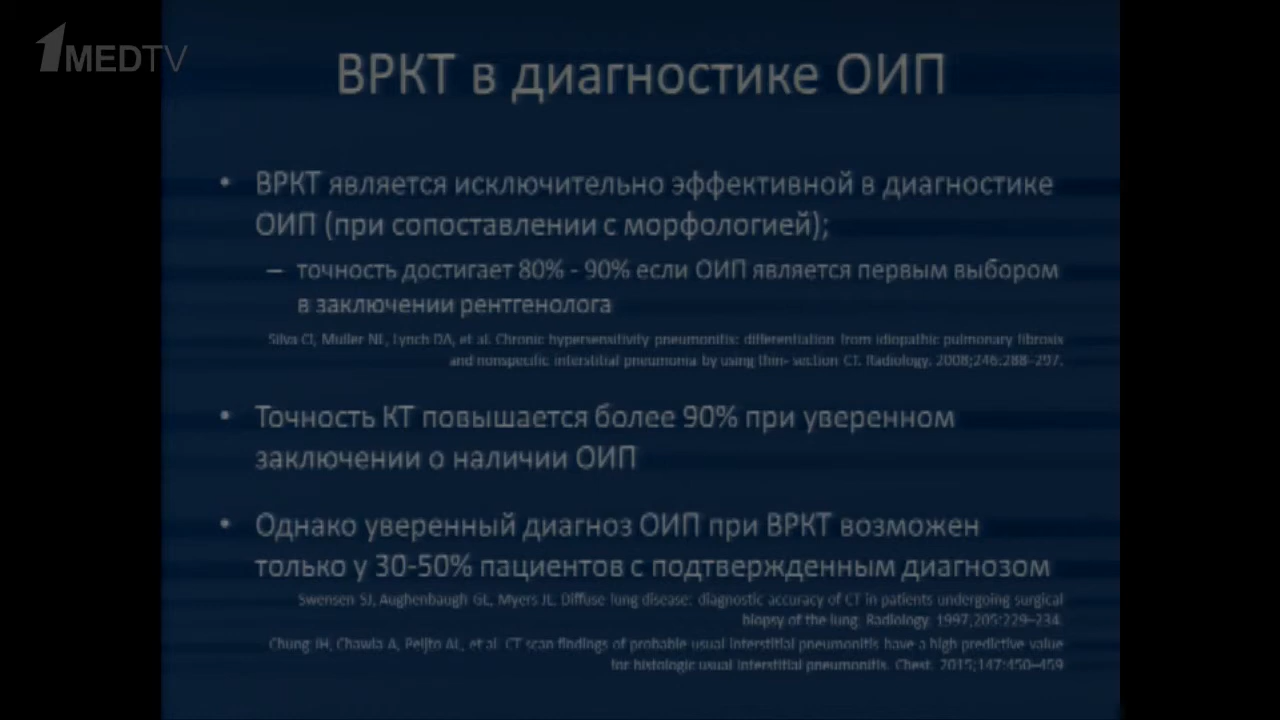 1MEDTV
ВРКТ в диагностике ОИП
• ВРКТ является исключительно эффективной в диагностике
ОИП (при сопоставлении с морфологией);
– точность достигает 80% - 90% если ОИП является первым выбором
в заключении рентгенолога
Silva CI, Muller NL, Lynch DA, et al. Chronic hypersensitivity pneumonitis: differentiation from idiopathic pulmonary fibrosis
and nonspecific interstitial pneumonia by using thin- section CT. Radiology. 2008;246:288–297.
• Точность КТ повышается более 90% при уверенном
заключении о наличии ОИП
• Однако уверенный диагноз ОИП при ВРКТ возможен
только у 30-50% пациентов с подтвержденным диагнозом
Swensen SJ, Aughenbaugh GL, Myers JL. Diffuse lung disease: diagnostic accuracy of CT in patients undergoing surgical
biopsy of the lung. Radiology. 1997;205:229–234.
Chung JH, Chawla A, Peljto AL, et al. CT scan findings of probable usual interstitial pneumonitis have a high predictive value
for histologic usual interstitial pneumonitis. Chest. 2015;147:450–459